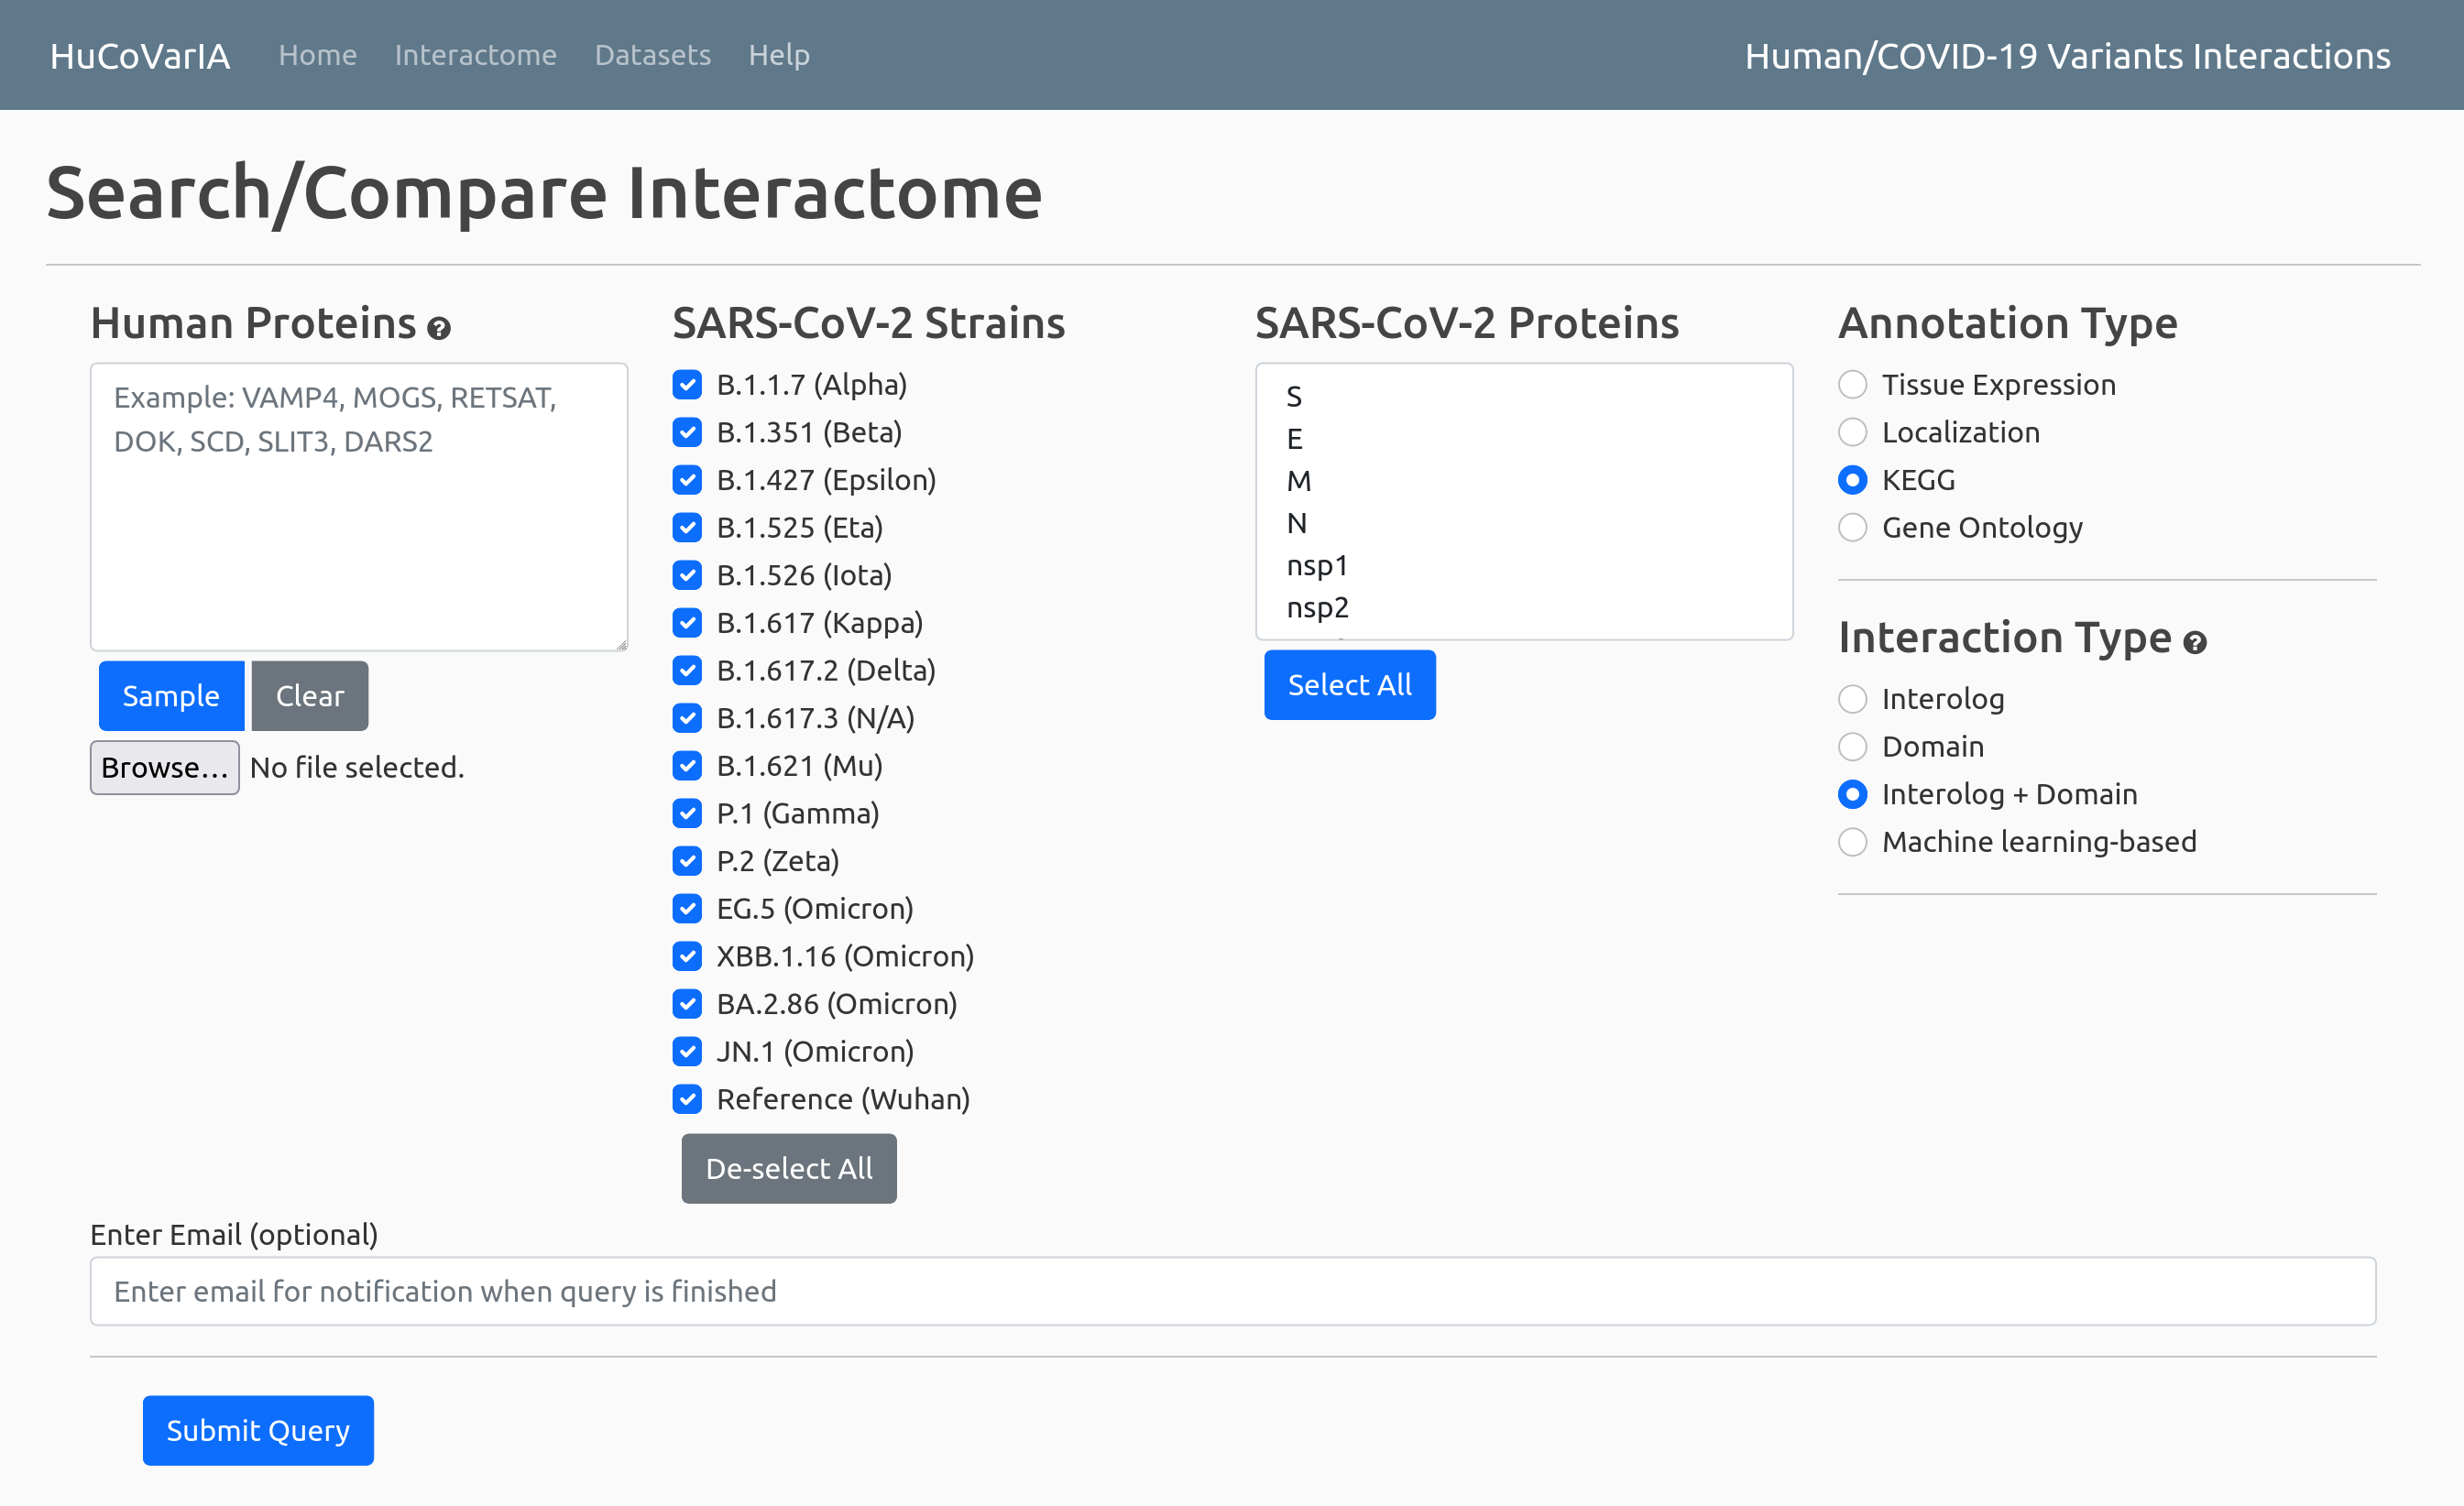 HuCoVarIA Home Interactome Datasets Help Human/COVID-19 Variants Interactions
Search/Compare Interactome
Human Proteins ?
Example: VAMP4, MOGS, RETSAT,
DOK, SCD, SLIT3, DARS2
Sample Clear
Browse... No file selected.
SARS-CoV-2 Strains
B.1.1.7 (Alpha)
B.1.351 (Beta)
B.1.427 (Epsilon)
B.1.525 (Eta)
B.1.526 (Iota)
B.1.617 (Kappa)
B.1.617.2 (Delta)
B.1.617.3 (N/A)
B.1.621 (Mu)
P.1 (Gamma)
P.2 (Zeta)
EG.5 (Omicron)
XBB.1.16 (Omicron)
BA.2.86 (Omicron)
JN.1 (Omicron)
Reference (Wuhan)
De-select All
SARS-CoV-2 Proteins
S
E
M
N
nsp1
nsp2
Select All
Annotation Type
Tissue Expression
Localization
KEGG
Gene Ontology
Interaction Type ?
Interolog
Domain
Interolog + Domain
Machine learning-based
Enter Email (optional)
Enter email for notification when query is finished
Submit Query